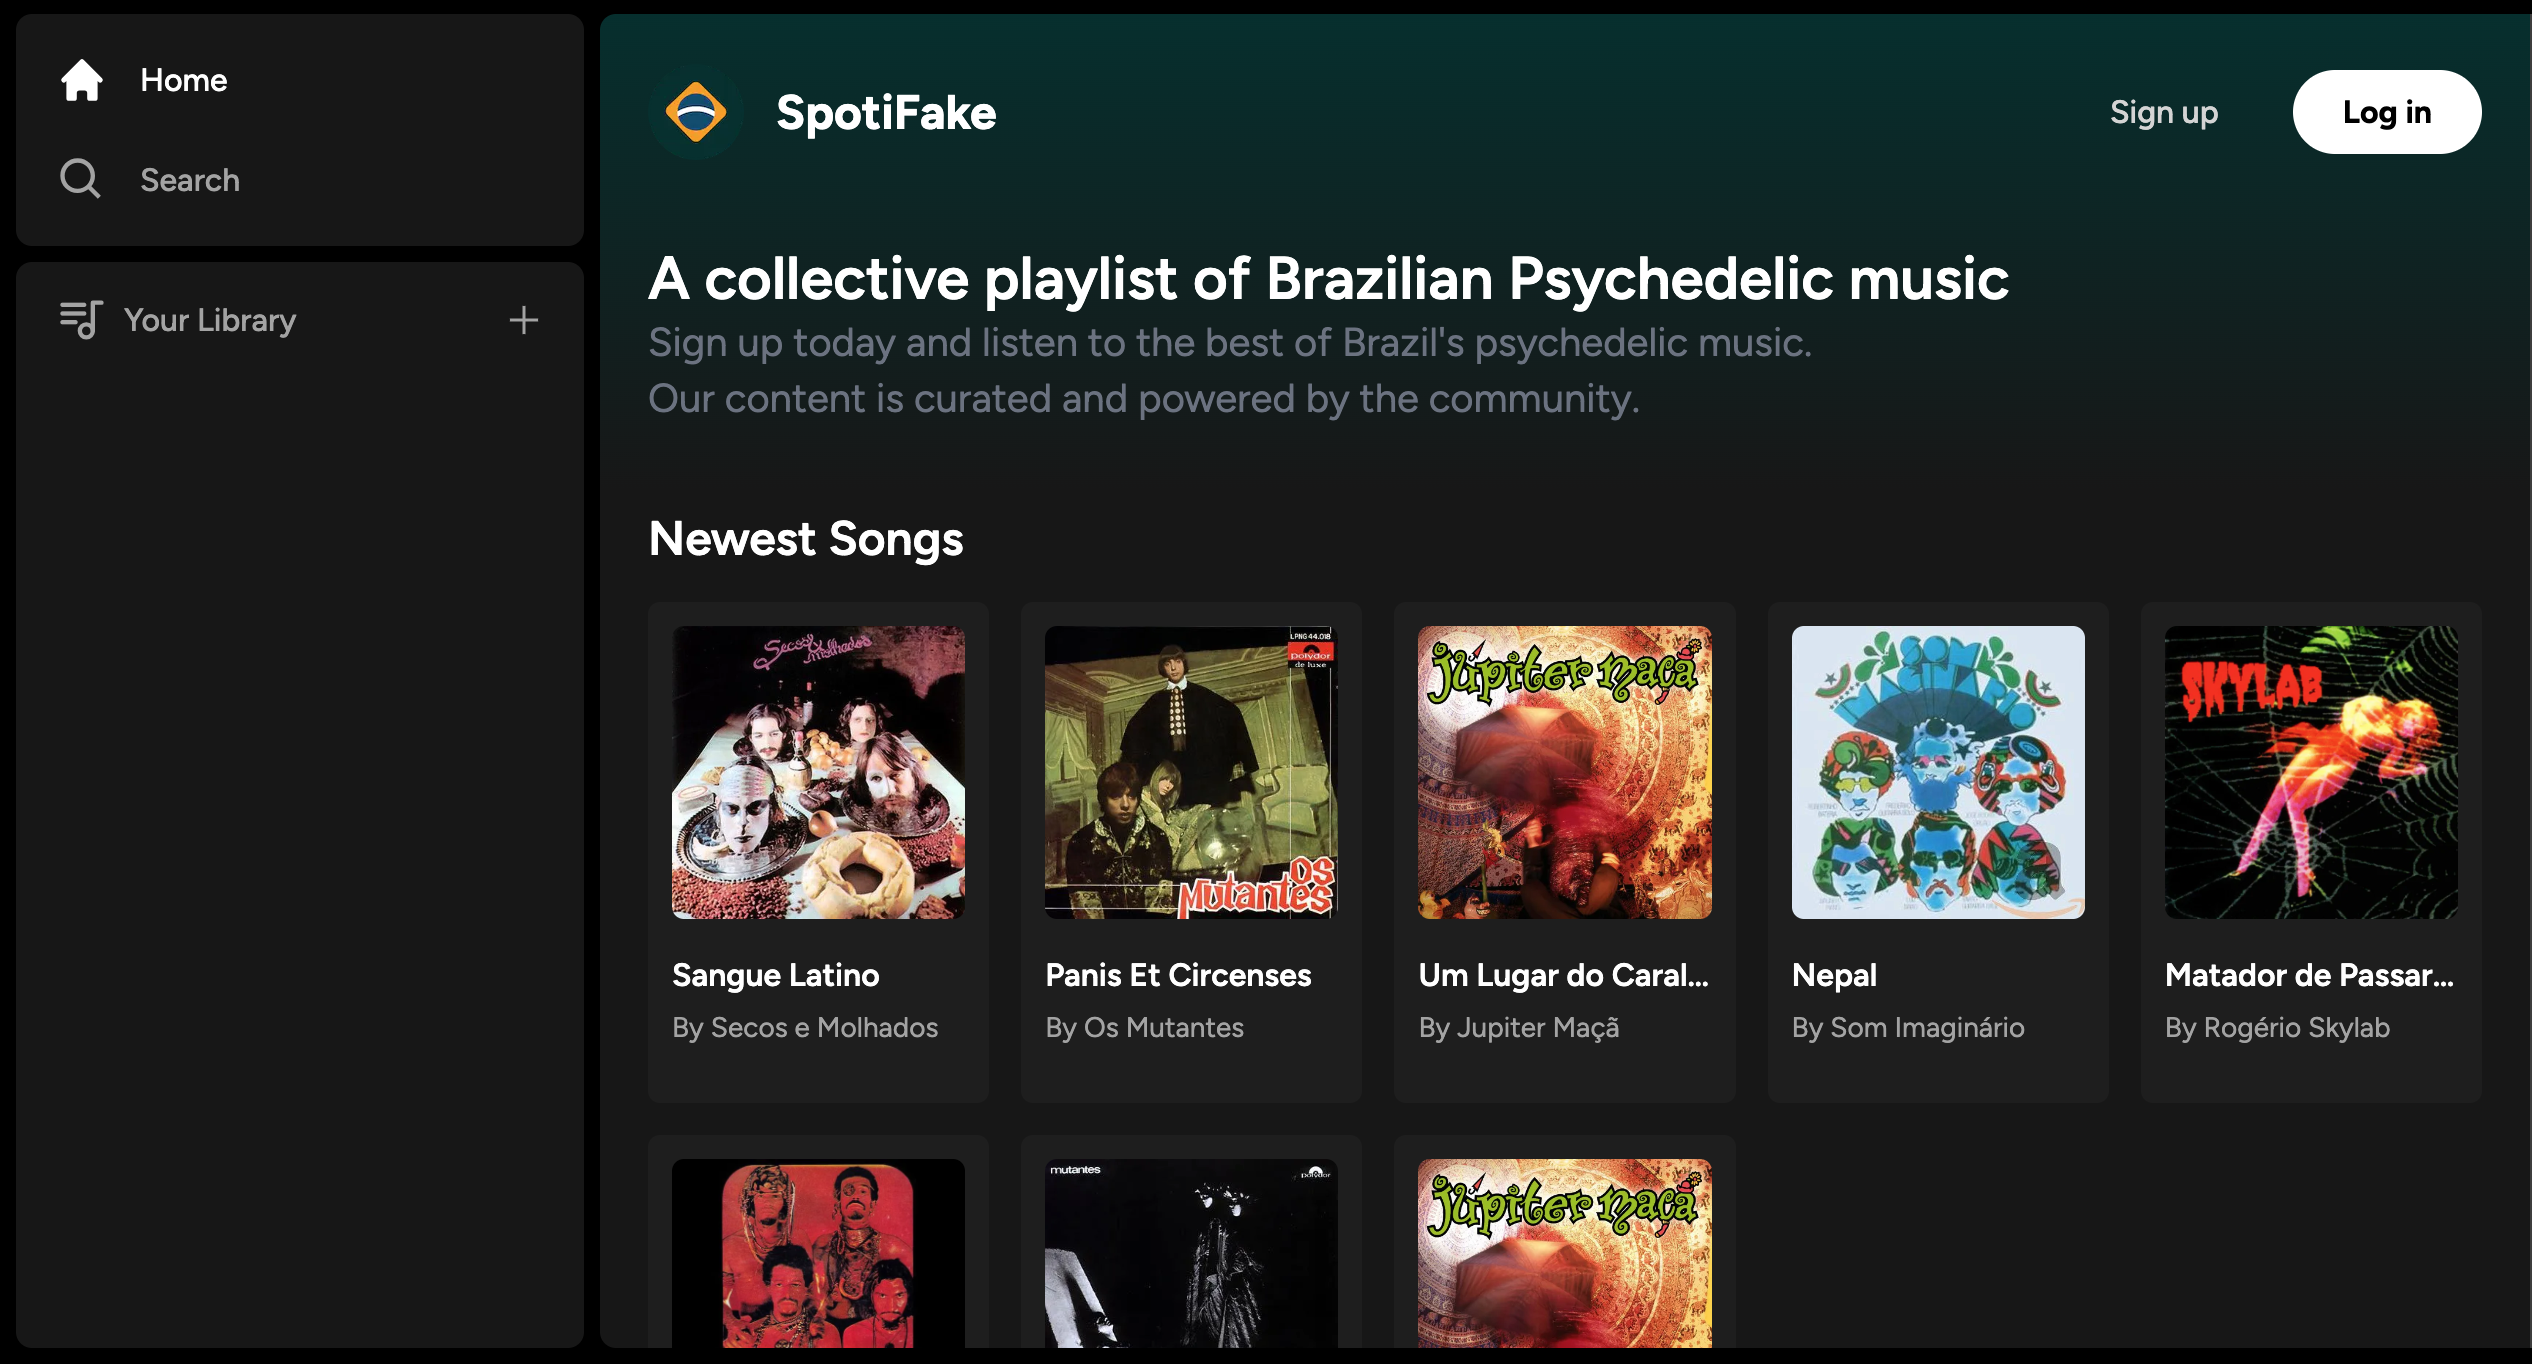 Home
Search
Your Library
SpotiFake
Sign up
Log in
A collective playlist of Brazilian Psychedelic music
Sign up today and listen to the best of Brazil's psychedelic music.
Our content is curated and powered by the community.
Newest Songs
Secos & Molhados
LPNG 44.018
polydor
de luxe
OS
Mutantes
Júpiter maçã
SOM
IMAGINÁRIO
SKYLAB
Sangue Latino
By Secos e Molhados
Panis Et Circenses
By Os Mutantes
Um Lugar do Caral...
By Jupiter Maçã
Nepal
By Som Imaginário
Matador de Passar...
By Rogério Skylab
mutantes
polydor
Júpiter maçã